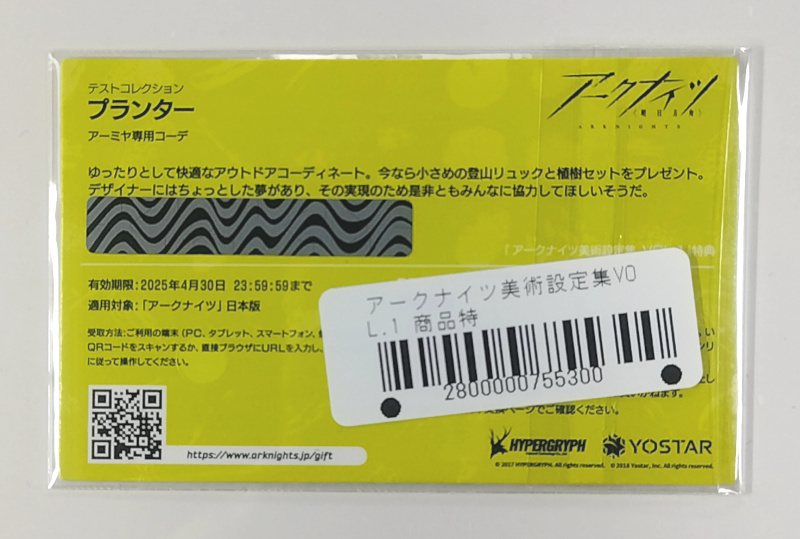 テストコレクション
プランター
アーミヤ専用コーデ
アークナイツ
《明日方舟》
ARKNIGHTS
ゆったりとして快適なアウトドアコーディネート。今なら小さめの登山リュックと植樹セットをプレゼント。
デザイナーにはちょっとした夢があり、その実現のため是非ともみんなに協力してほしいそうだ。
「アークナイツ美術設定集 VOL.1」特典
有効期限:2025年4月30日 23:59:59まで
適用対象:「アークナイツ」日本版
受取方法:ご利用の端末(PC、タブレット、スマートフォン、
QRコードをスキャンするか、直接ブラウザにURLを入力し、
に従って操作してください。
ページでご確認ください。
アークナイツ美術設定集VO
L.1 商品特
2800000755300
https://www.arknights.jp/gift
HYPERGRYPH
YOSTAR
© 2017 HYPERGRYPH. All rights reserved.
© 2018 Yostar, Inc. All rights reserved.